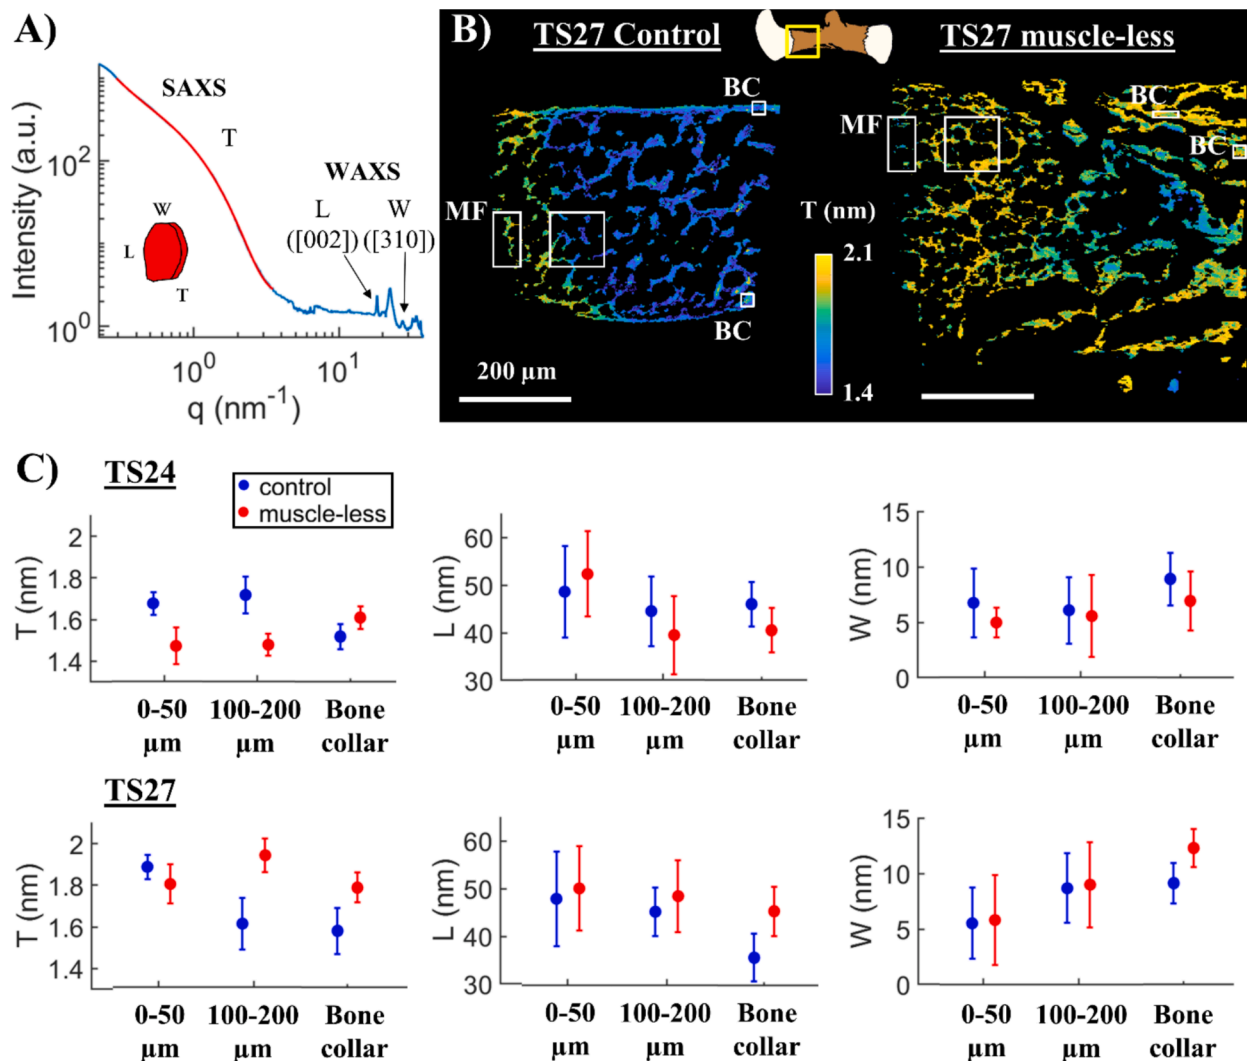 A)
SAXS
T
WAXS
L
([002])
W
([310])
W
L
T
Intensity (a.u.)
10²
10¹
10⁰
10⁰
10¹
q (nm⁻¹)
B)
TS27 Control
TS27 muscle-less
BC
MF
BC
200 µm
T (nm)
2.1
1.4
MF
BC
BC
C)
TS24
control
muscle-less
T (nm)
2
1.8
1.6
1.4
0-50
µm
100-200
µm
Bone
collar
L (nm)
60
50
40
30
0-50
µm
100-200
µm
Bone
collar
W (nm)
15
10
5
0
0-50
µm
100-200
µm
Bone
collar
TS27
T (nm)
2
1.8
1.6
1.4
0-50
µm
100-200
µm
Bone
collar
L (nm)
60
50
40
30
0-50
µm
100-200
µm
Bone
collar
W (nm)
15
10
5
0
0-50
µm
100-200
µm
Bone
collar